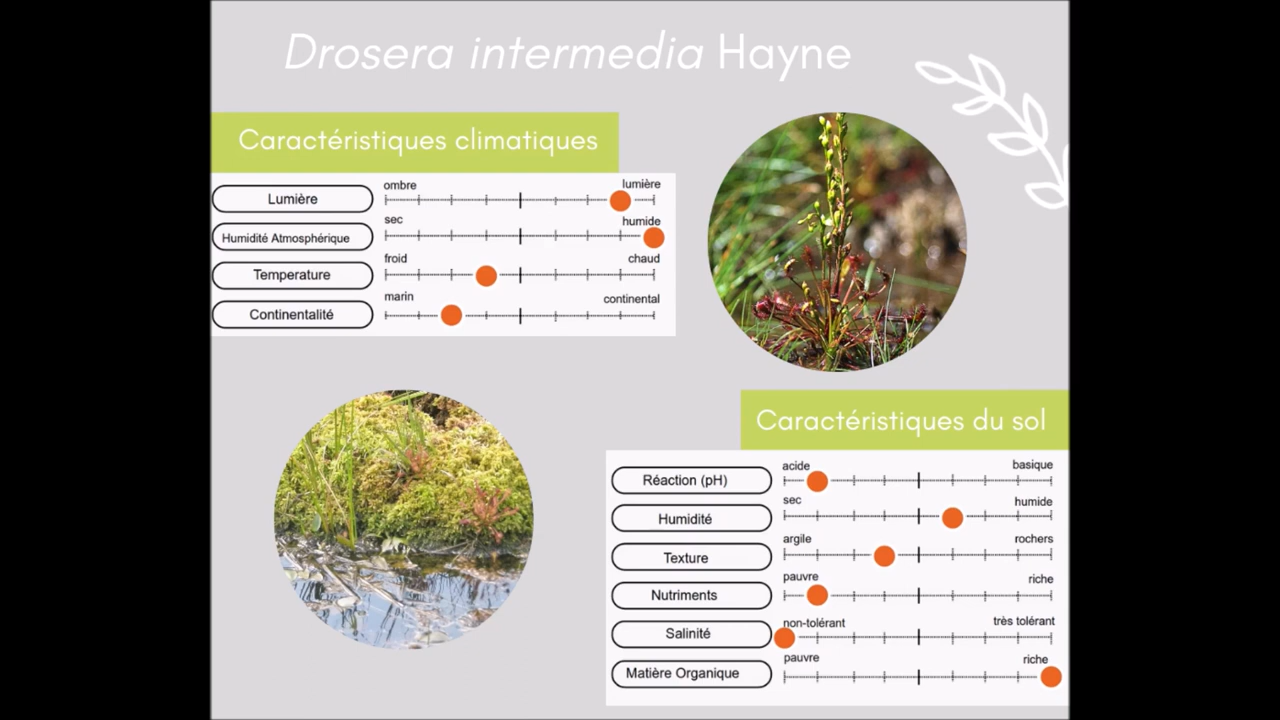 Drosera intermedia Hayne
Caractéristiques climatiques
Lumière
ombre
lumière
Humidité Atmosphérique
sec
humide
Temperature
froid
chaud
Continentalité
marin
continental
Caractéristiques du sol
Réaction (pH)
acide
basique
Humidité
sec
humide
Texture
argile
rochers
Nutriments
pauvre
riche
Salinité
non-tolérant
très tolérant
Matière Organique
pauvre
riche